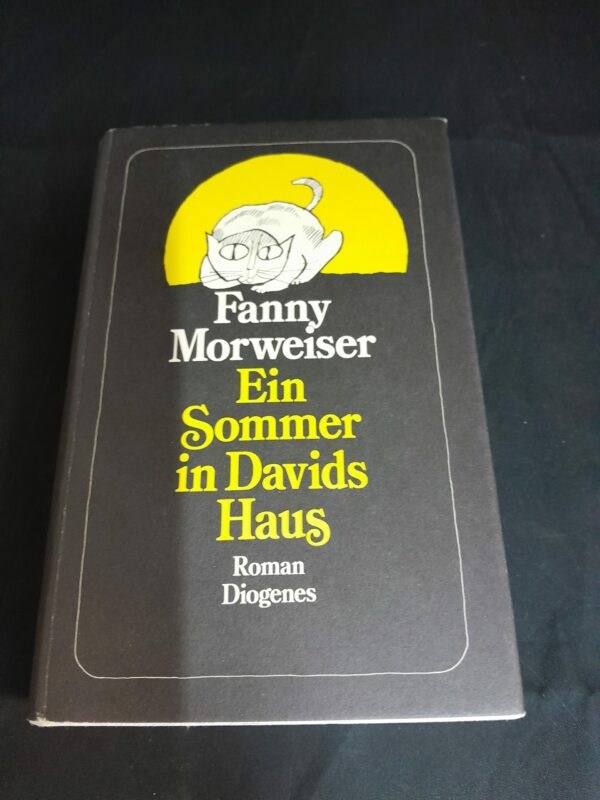 Fanny
Morweiser
Ein
Sommer
in Davids
Haus
Roman
Diogenes